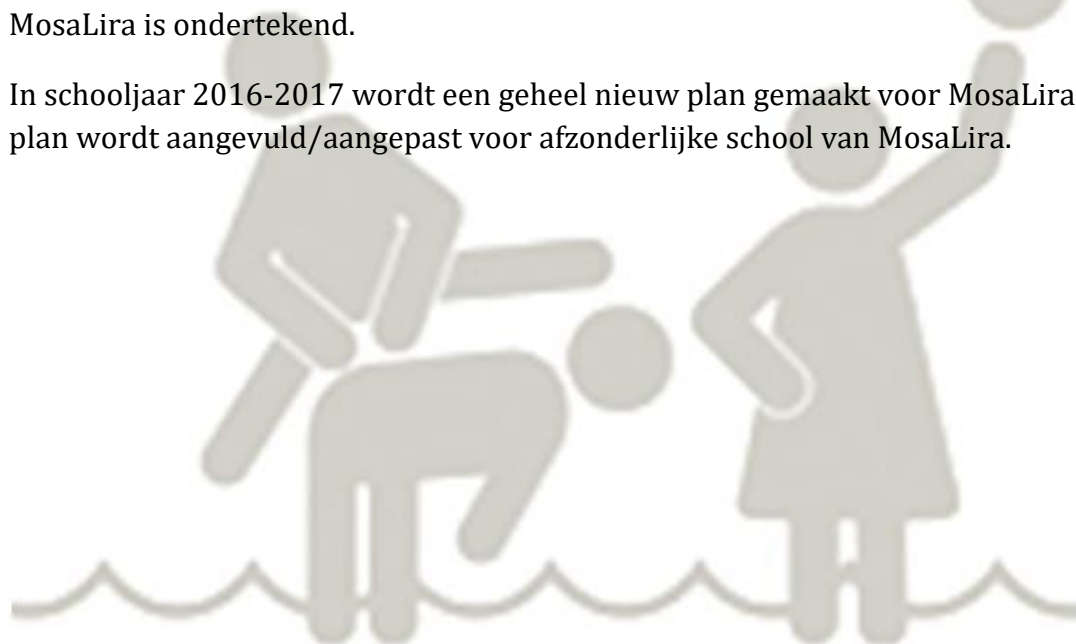 MosaLira is ondertekend.
In schooljaar 2016-2017 wordt een geheel nieuw plan gemaakt voor MosaLira
plan wordt aangevuld/aangepast voor afzonderlijke school van MosaLira.